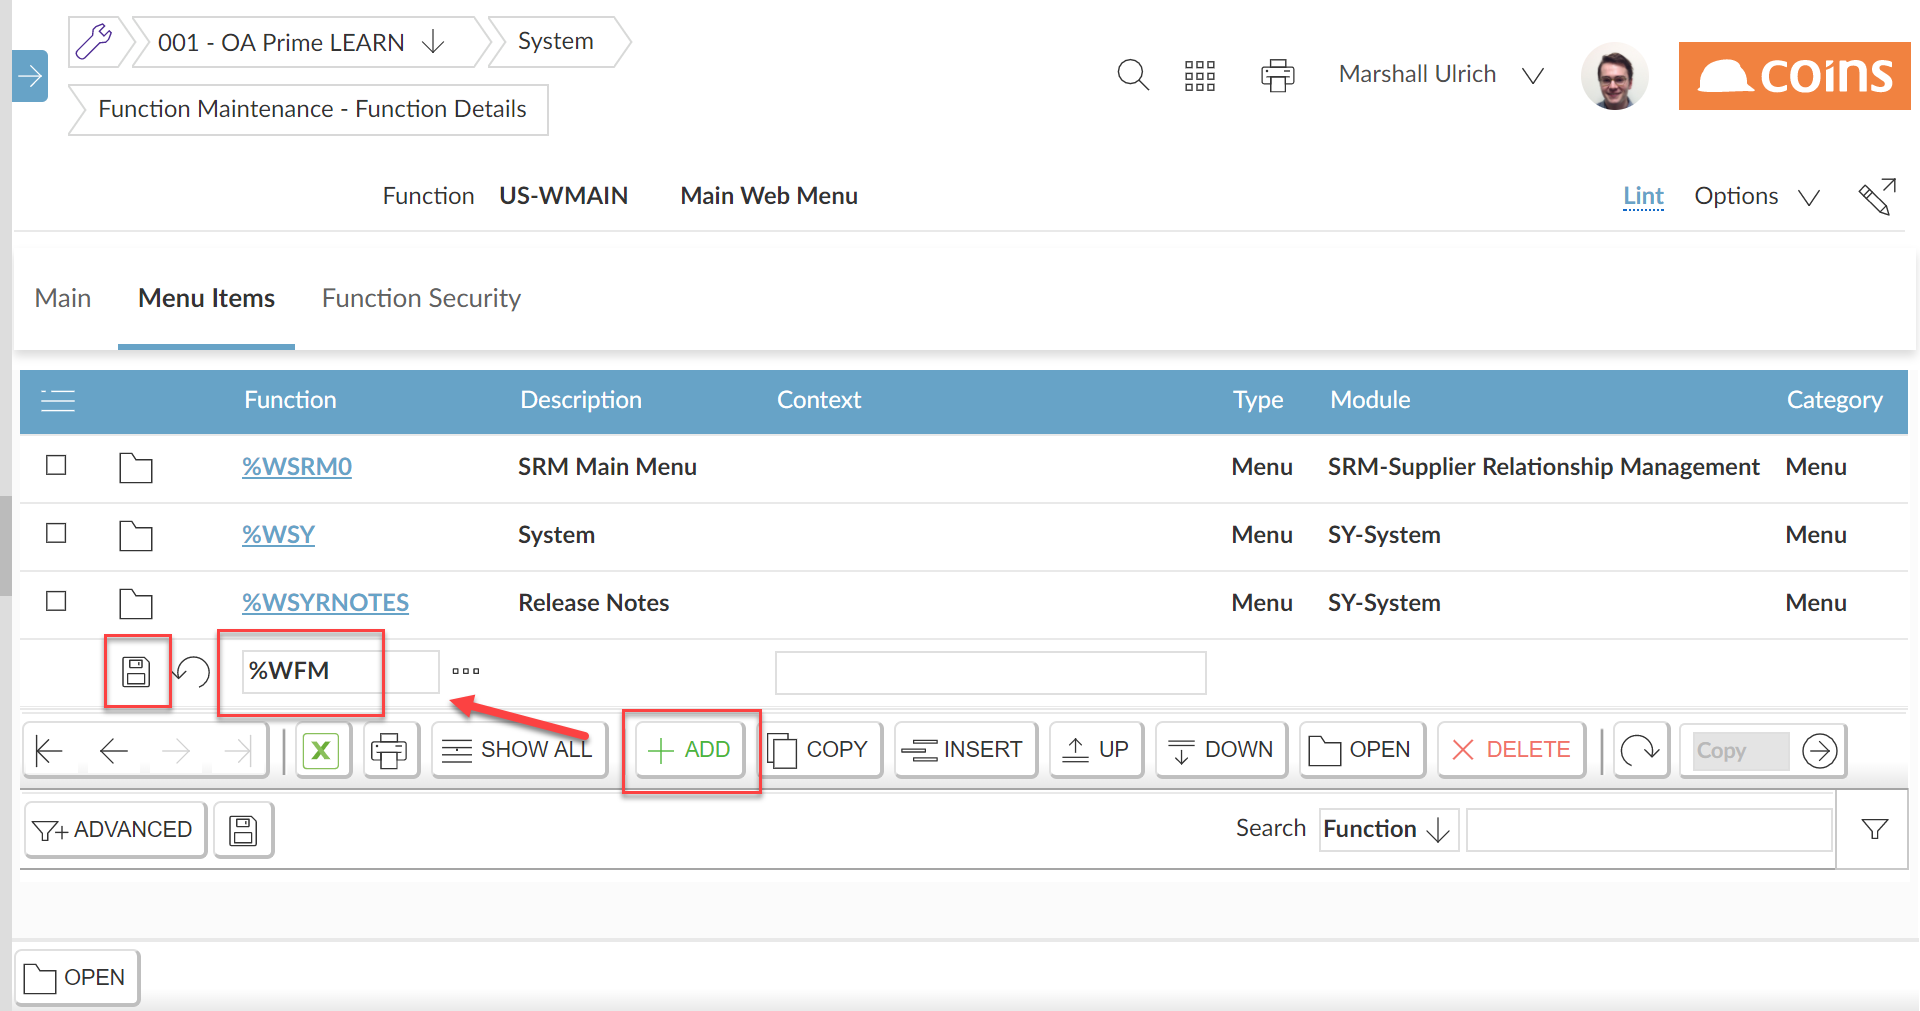 001 - OA Prime LEARN
System
Marshall Ulrich
coins
Function Maintenance - Function Details
Function US-WMAIN Main Web Menu
Lint Options
Main Menu Items Function Security
Function Description Context Type Module Category
%WSRM0 SRM Main Menu Menu SRM-Supplier Relationship Management Menu
%WSY System Menu SY-System Menu
%WSYRNOTES Release Notes Menu SY-System Menu
%WFM
X SHOW ALL ADD COPY INSERT UP DOWN OPEN DELETE Copy
ADVANCED
Search Function
OPEN